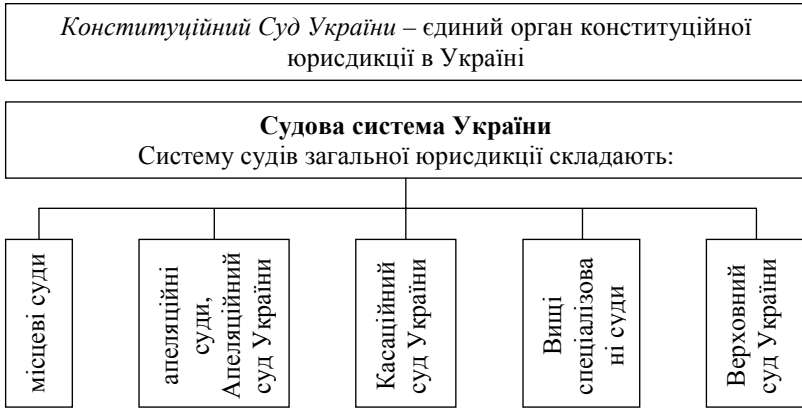 Конституційний Суд України – єдиний орган конституційної
юрисдикції в Україні
Судова система України
Систему судів загальної юрисдикції складають:
місцеві суди
апеляційні
суди,
Апеляційний
суд України
Касаційний
суд України
Вищі
спеціалізова
ні суди
Верховний
суд України